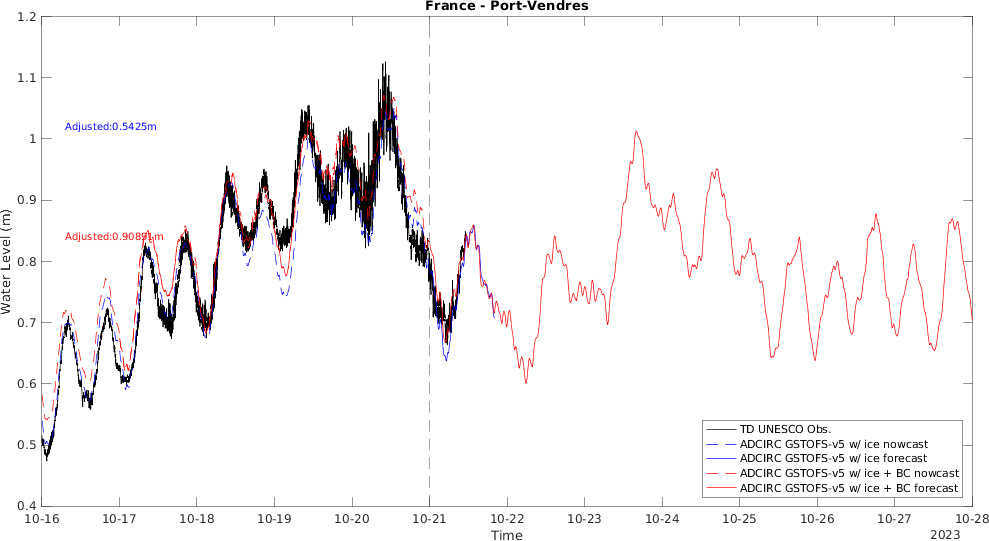 France - Port-Vendres
1.2
1.1
1
0.9
0.8
0.7
0.6
0.5
0.4
Water Level (m)
Adjusted:0.5425m
Adjusted:0.9089m
TD UNESCO Obs.
ADCIRC GSTOFS-v5 w/ ice nowcast
ADCIRC GSTOFS-v5 w/ ice forecast
ADCIRC GSTOFS-v5 w/ ice + BC nowcast
ADCIRC GSTOFS-v5 w/ ice + BC forecast
10-16 10-17 10-18 10-19 10-20 10-21 10-22 10-23 10-24 10-25 10-26 10-27 10-28
Time
2023